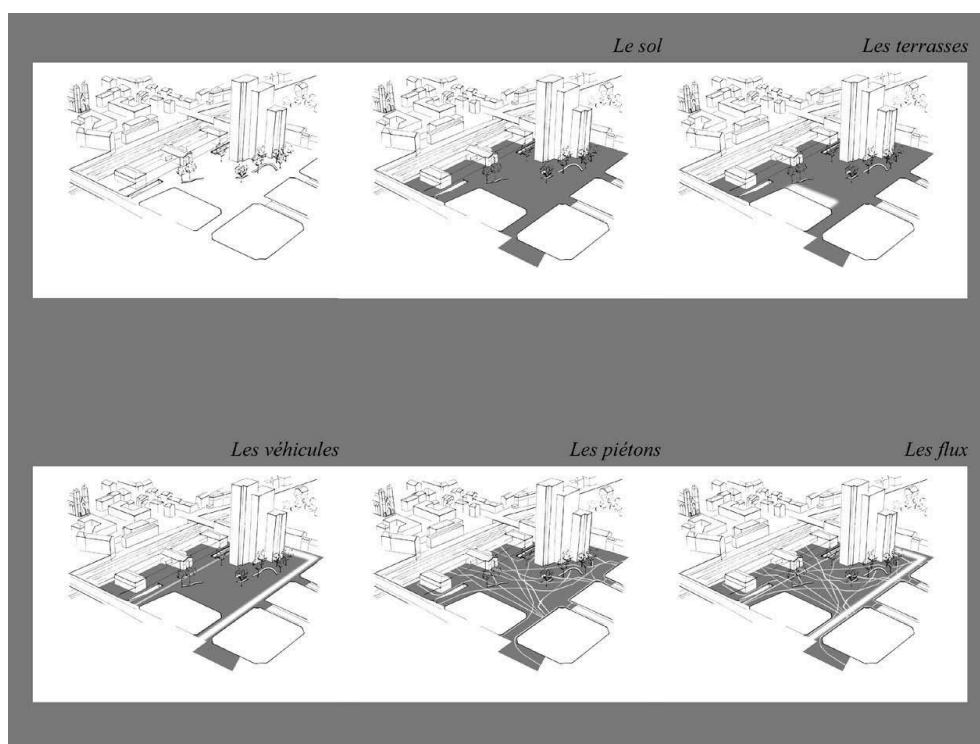 Le sol
Les terrasses
Les véhicules
Les piétons
Les flux